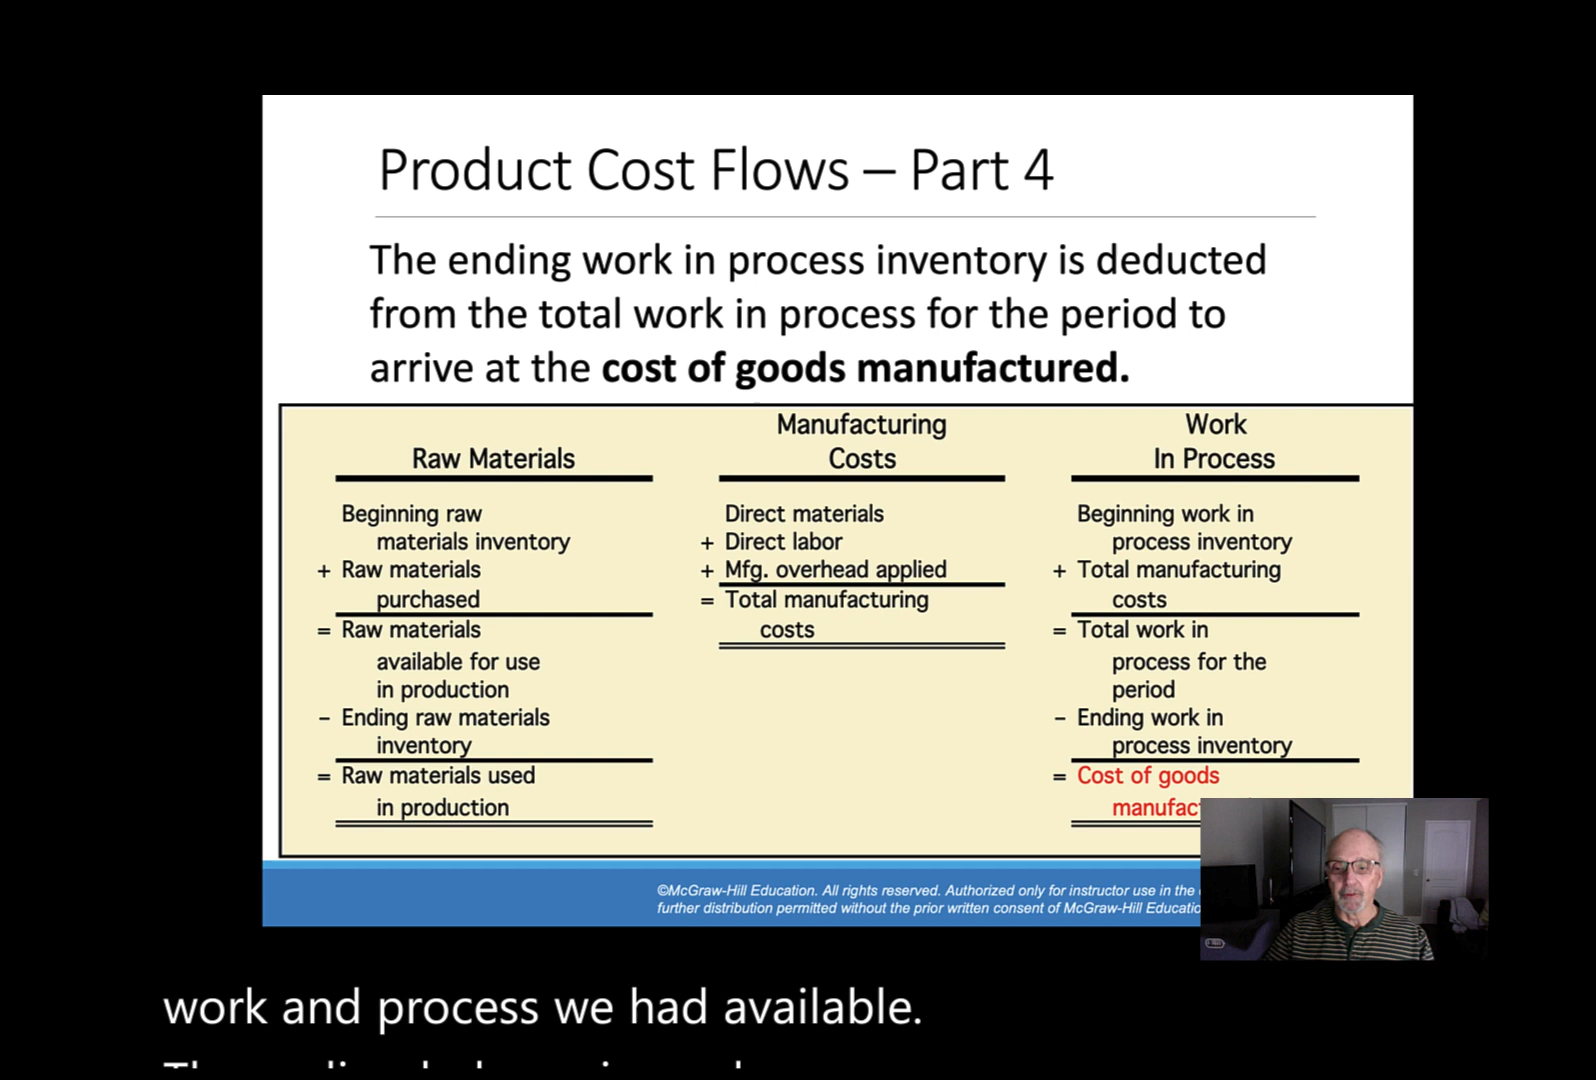 Product Cost Flows – Part 4
The ending work in process inventory is deducted
from the total work in process for the period to
arrive at the cost of goods manufactured.
Raw Materials
Beginning raw
materials inventory
+ Raw materials
purchased
= Raw materials
available for use
in production
– Ending raw materials
inventory
= Raw materials used
in production
Manufacturing
Costs
Direct materials
+ Direct labor
+ Mfg. overhead applied
= Total manufacturing
costs
Work
In Process
Beginning work in
process inventory
+ Total manufacturing
costs
= Total work in
process for the
period
– Ending work in
process inventory
= Cost of goods
©McGraw-Hill Education. All rights reserved. Authorized only for instructor use in the
further distribution permitted without the prior written consent of McGraw-Hill
work and process we had available.